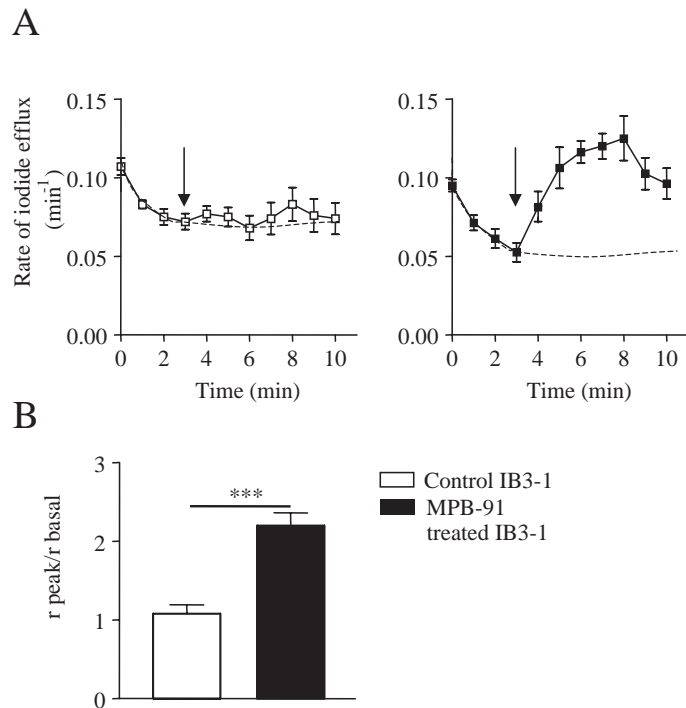 A
Rate of iodide efflux
(min-1)
0.15
0.10
0.05
0.00
0 2 4 6 8 10
Time (min)
0.15
0.10
0.05
0.00
0 2 4 6 8 10
Time (min)
B
r peak/r basal
3
2
1
0
***
Control IB3-1
MPB-91
treated IB3-1